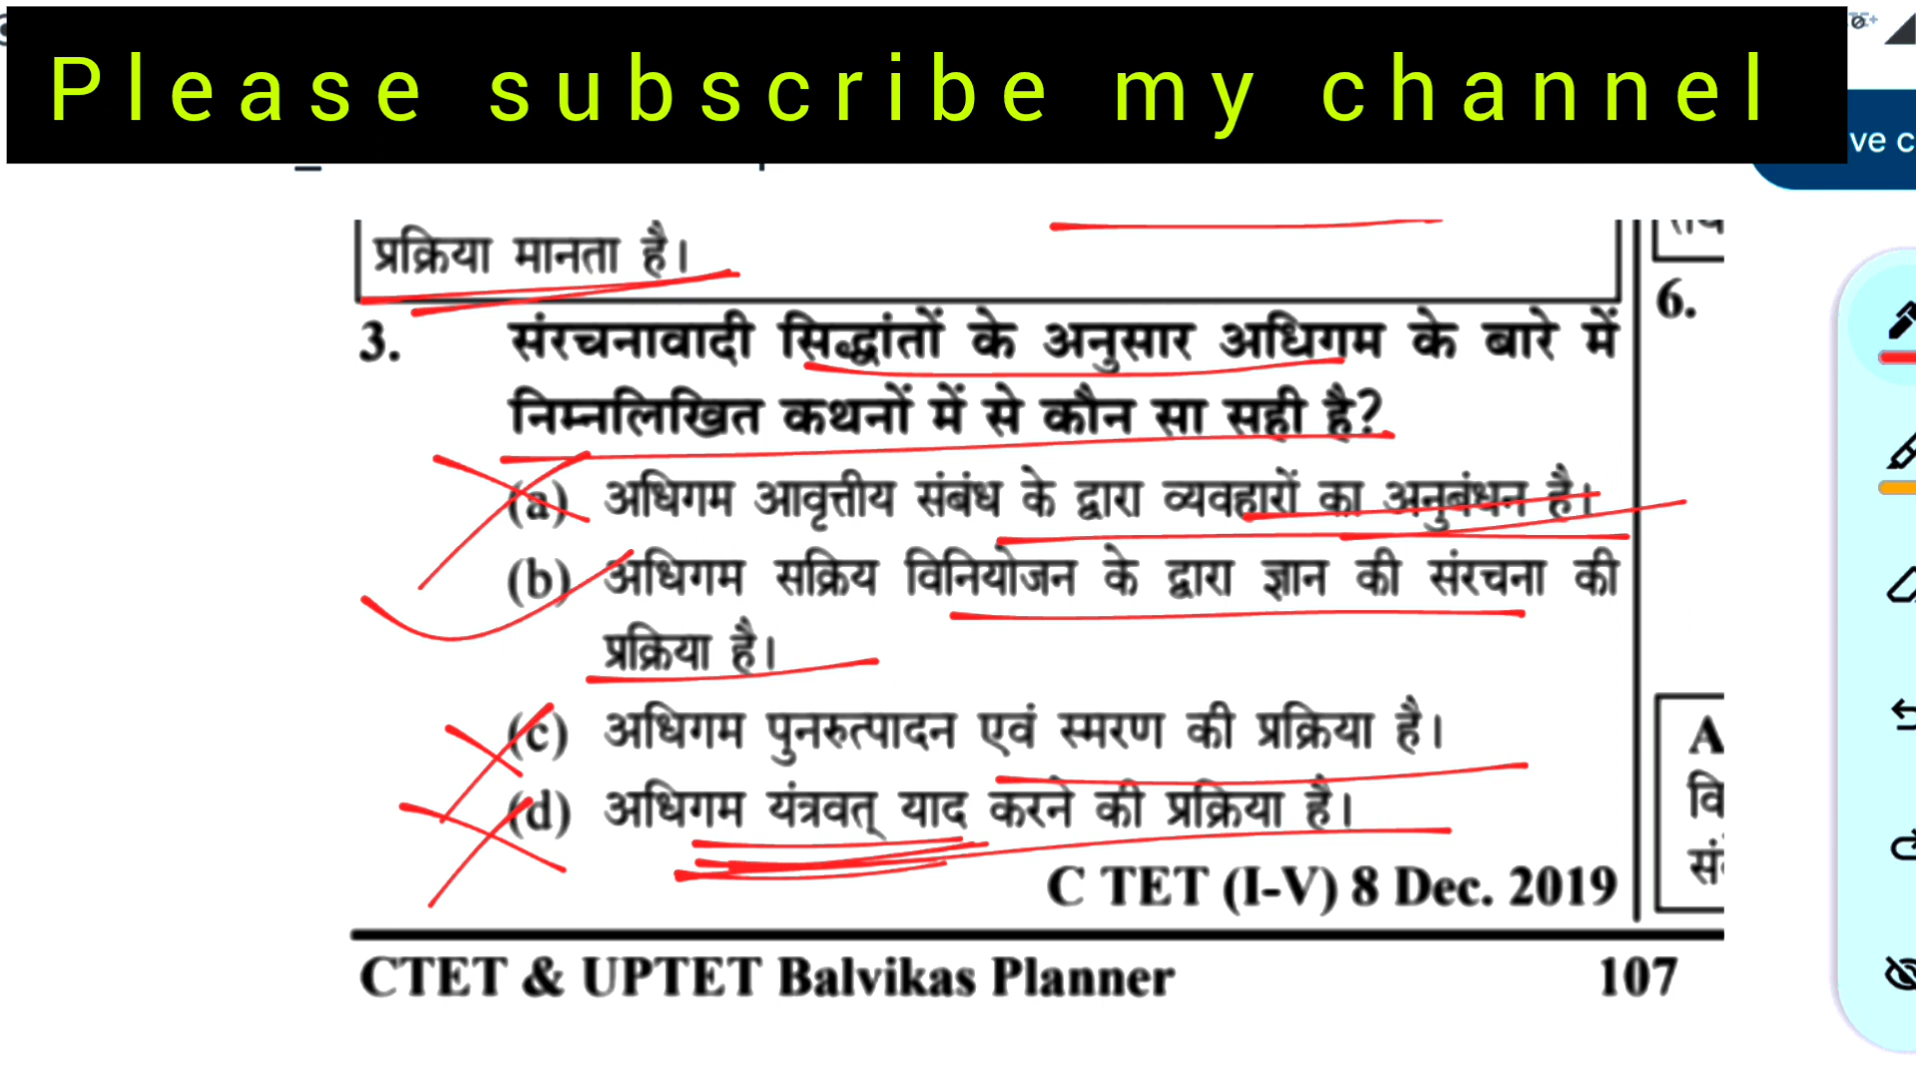 Please subscribe my channel
ve c
प्रक्रिया मानता है।
3. संरचनावादी सिद्धांतों के अनुसार अधिगम के बारे में
निम्नलिखित कथनों में से कौन सा सही है?
(a) अधिगम आवृत्तीय संबंध के द्वारा व्यवहारों का अनुबंधन है।
(b) अधिगम सक्रिय विनियोजन के द्वारा ज्ञान की संरचना की
प्रक्रिया है।
(c) अधिगम पुनरुत्पादन एवं स्मरण की प्रक्रिया है।
(d) अधिगम यंत्रवत् याद करने की प्रक्रिया है।
C TET (I-V) 8 Dec. 2019
CTET & UPTET Balvikas Planner 107
6.
A
वि